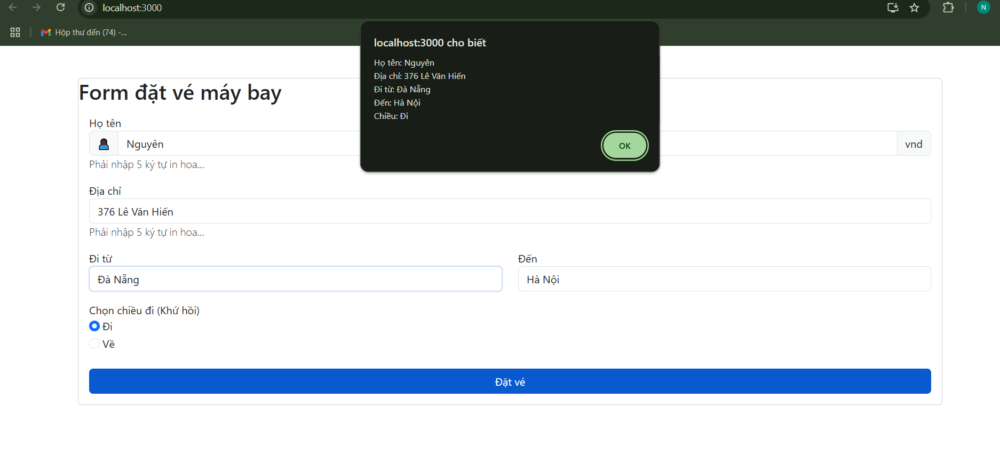 localhost:3000
N
Hộp thư đến (74) -...
localhost:3000 cho biết
Họ tên: Nguyên
Địa chỉ: 376 Lê Văn Hiến
Đi từ: Đà Nẵng
Đến: Hà Nội
Chiều: Đi
OK
Form đặt vé máy bay
Họ tên
Nguyên
vnd
Phải nhập 5 ký tự in hoa...
Địa chỉ
376 Lê Văn Hiến
Phải nhập 5 ký tự in hoa...
Đi từ
Đến
Đà Nẵng
Hà Nội
Chọn chiều đi (Khứ hồi)
Đi
Về
Đặt vé